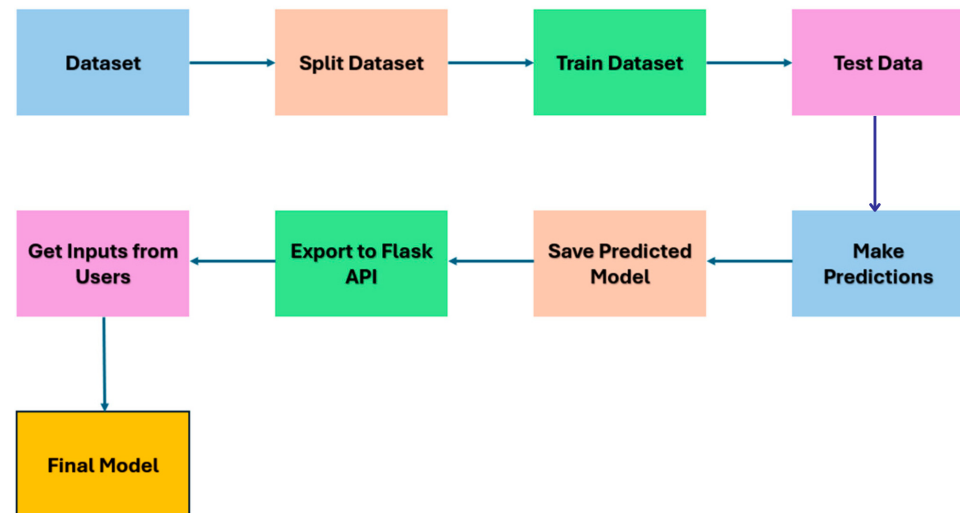 Dataset
Split Dataset
Train Dataset
Test Data
Make
Predictions
Save Predicted
Model
Export to Flask
API
Get Inputs from
Users
Final Model